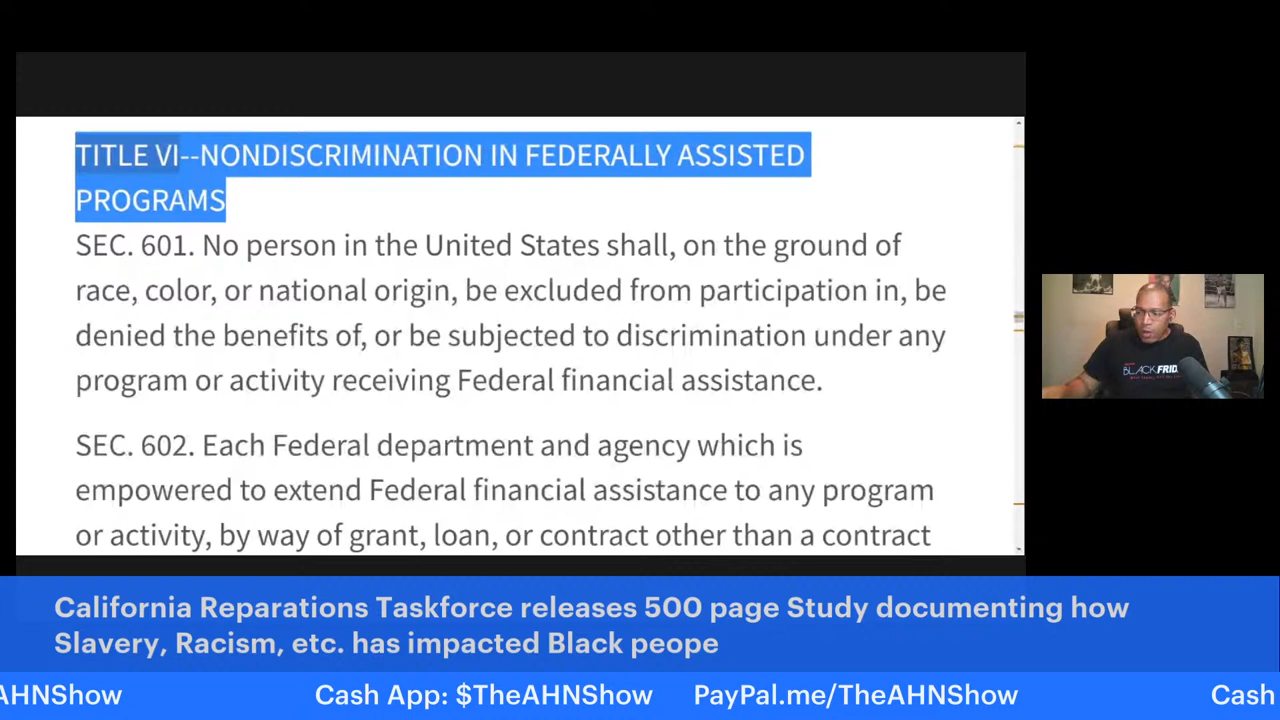 TITLE VI--NONDISCRIMINATION IN FEDERALLY ASSISTED
PROGRAMS
SEC. 601. No person in the United States shall, on the ground of
race, color, or national origin, be excluded from participation in, be
denied the benefits of, or be subjected to discrimination under any
program or activity receiving Federal financial assistance.
SEC. 602. Each Federal department and agency which is
empowered to extend Federal financial assistance to any program
or activity, by way of grant, loan, or contract other than a contract
BLACK FRID
California Reparations Taskforce releases 500 page Study documenting how
Slavery, Racism, etc. has impacted Black peope
AHNShow Cash App: $TheAHNShow PayPal.me/TheAHNShow Cash